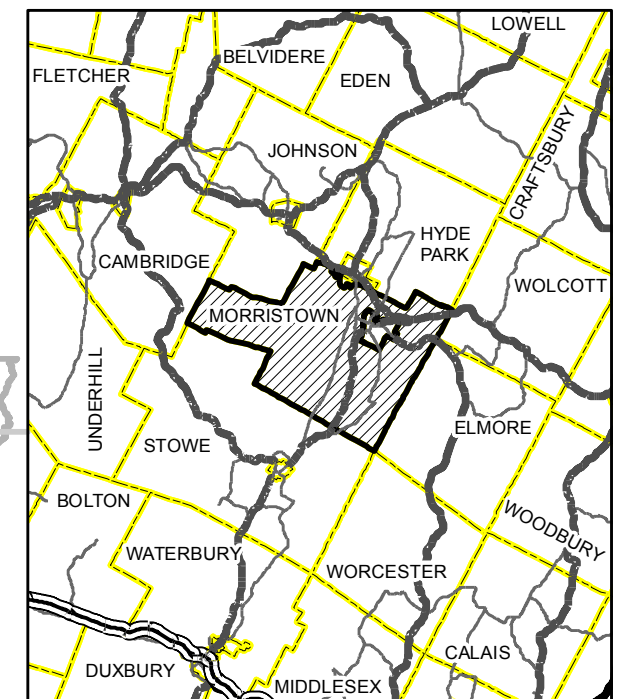 LOWELL
BELVIDERE
FLETCHER
EDEN
JOHNSON
CRAFTSBURY
HYDE
PARK
CAMBRIDGE
WOLCOTT
MORRISTOWN
UNDERHILL
ELMORE
STOWE
BOLTON
WOODBURY
WATERBURY
WORCESTER
CALAIS
DUXBURY
MIDDLESEX